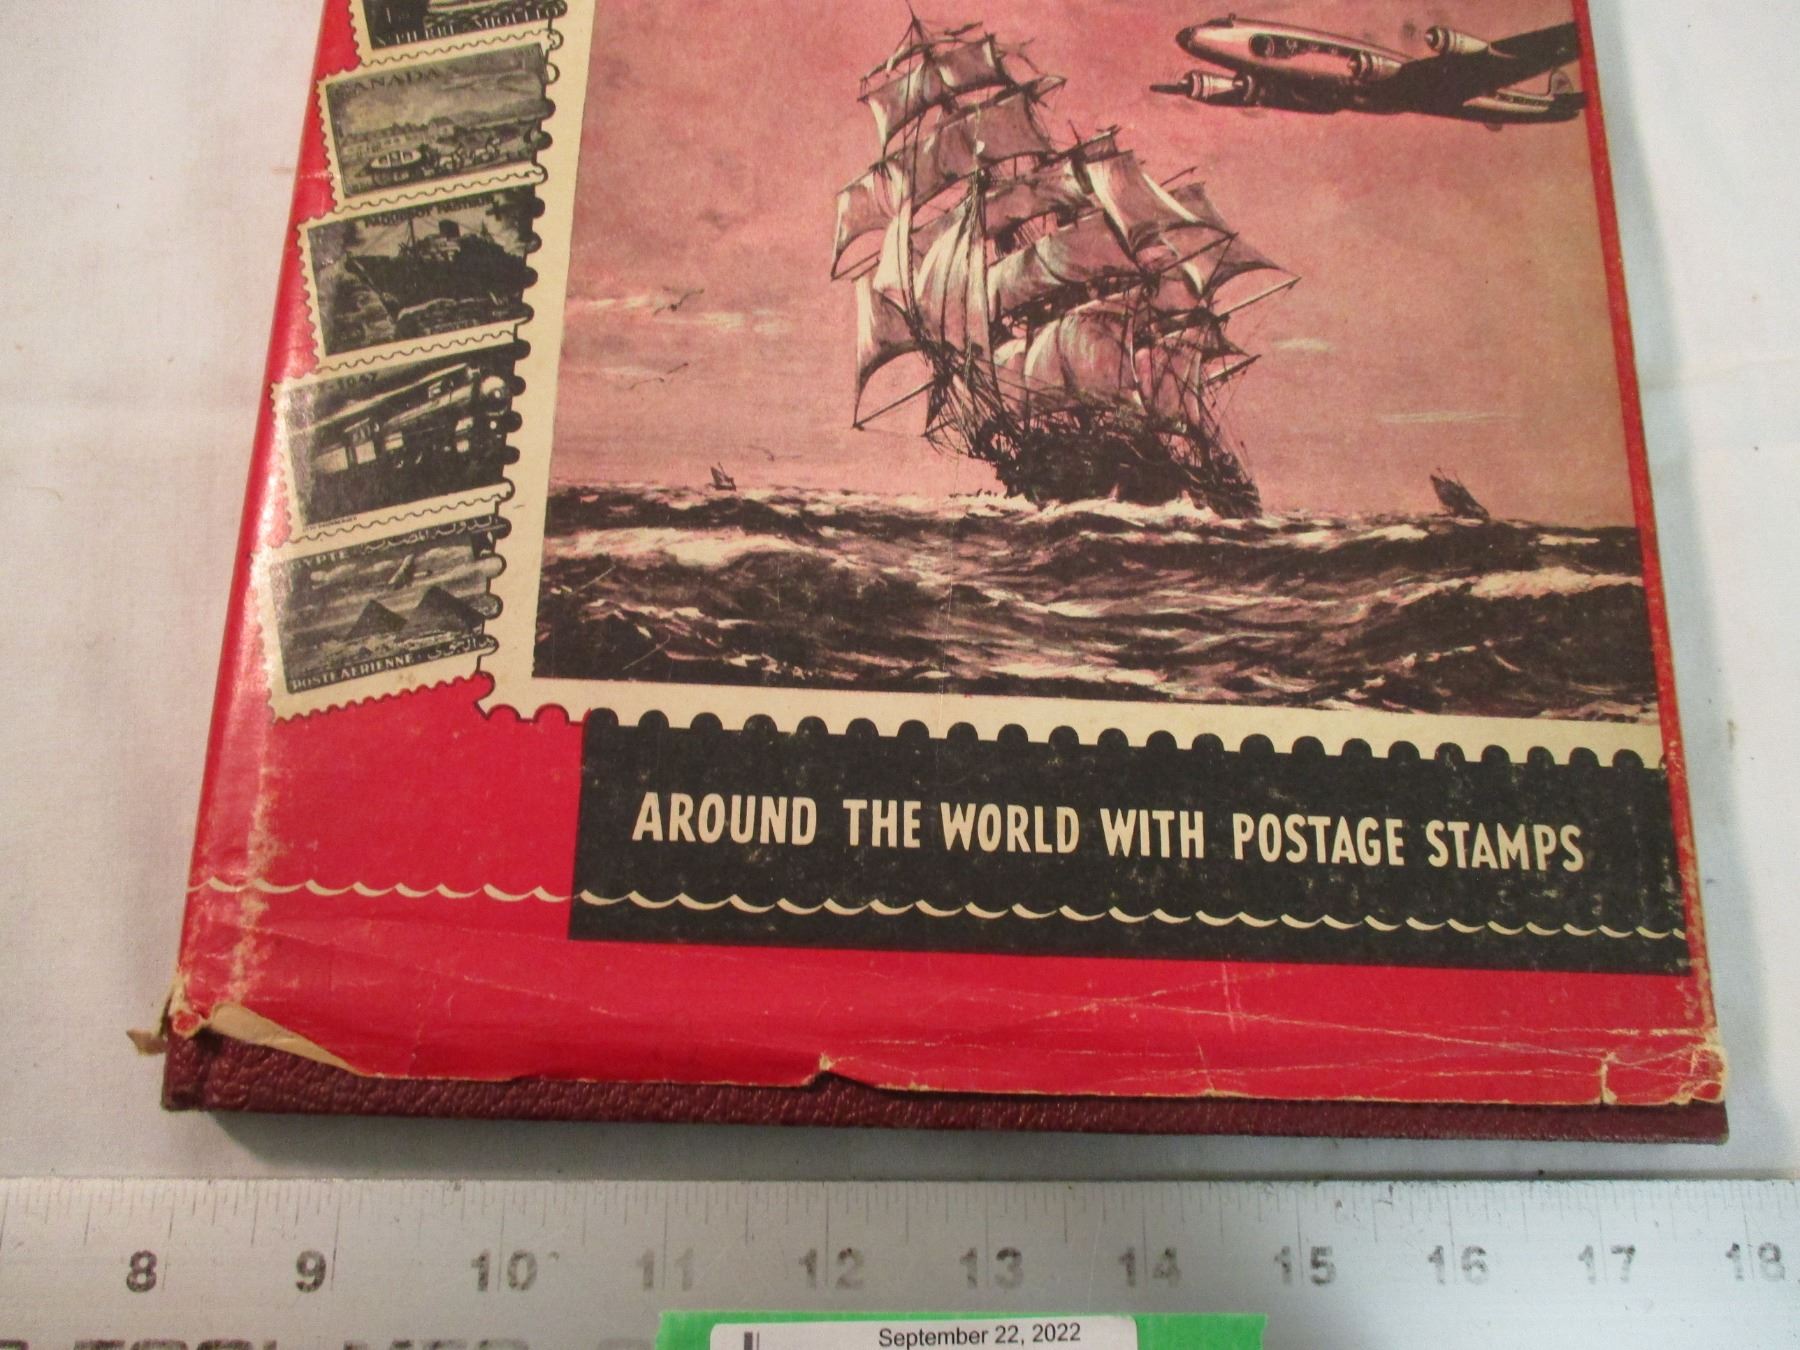 CANADA
POSTE AERIENNE
AROUND THE WORLD WITH POSTAGE STAMPS
8 9 10 11 12 13 14 15 16 17 18
September 22, 2022